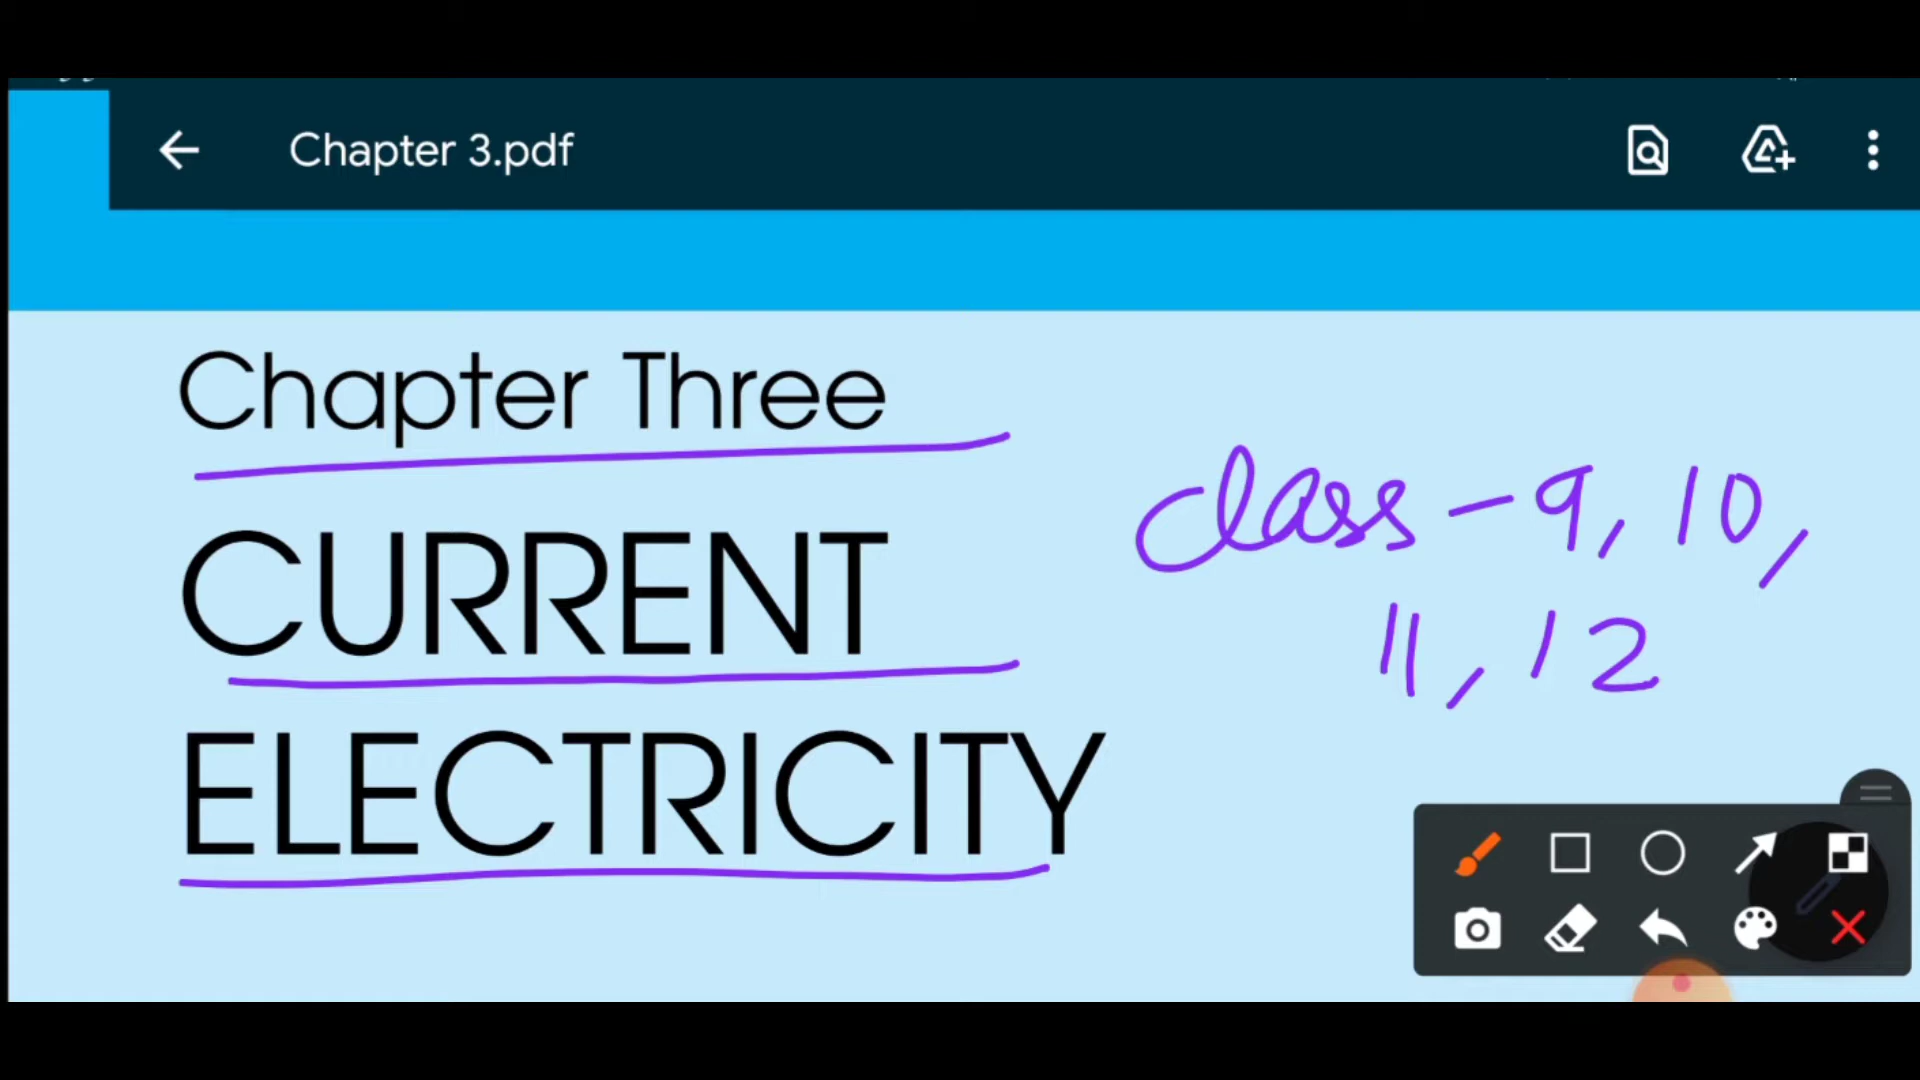 Chapter 3.pdf
Chapter Three
CURRENT
ELECTRICITY
class - 9, 10,
11, 12